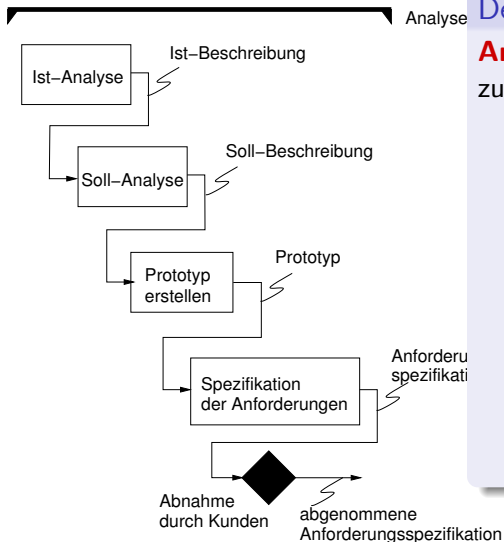 Analyse
Ist–Beschreibung
Ist–Analyse
Soll–Beschreibung
Soll–Analyse
Prototyp
Prototyp
erstellen
Spezifikation
der Anforderungen
Abnahme
durch Kunden
abgenommene
Anforderungsspezifikation
zu